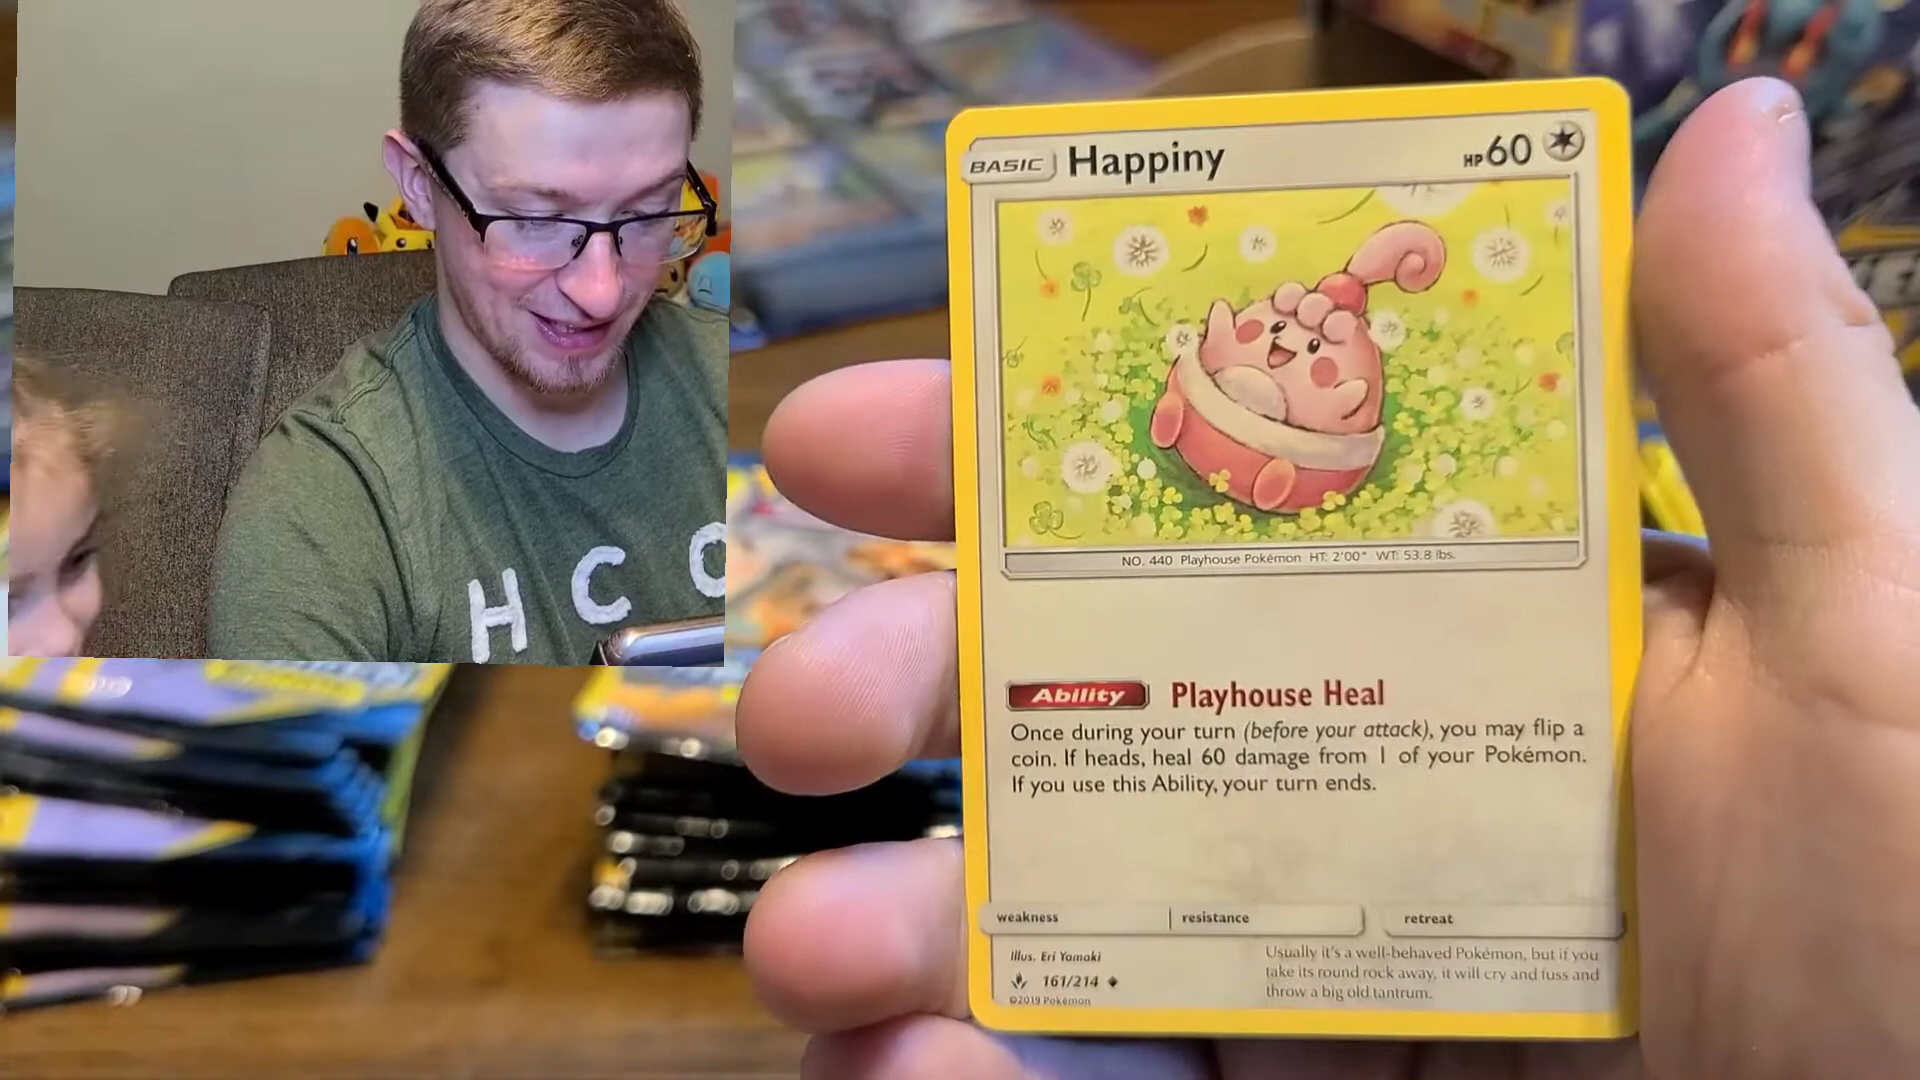 H C C
BASIC Happiny HP 60
NO. 440 Playhouse Pokémon HT: 2'00" WT: 53.8 lbs.
Ability Playhouse Heal
Once during your turn (before your attack), you may flip a
coin. If heads, heal 60 damage from 1 of your Pokémon.
If you use this Ability, your turn ends.
weakness resistance retreat
Illus. Eri Yamaki
161/214
©2019 Pokémon
Usually it's a well-behaved Pokémon, but if you
take its round rock away, it will cry and fuss and
throw a big old tantrum.